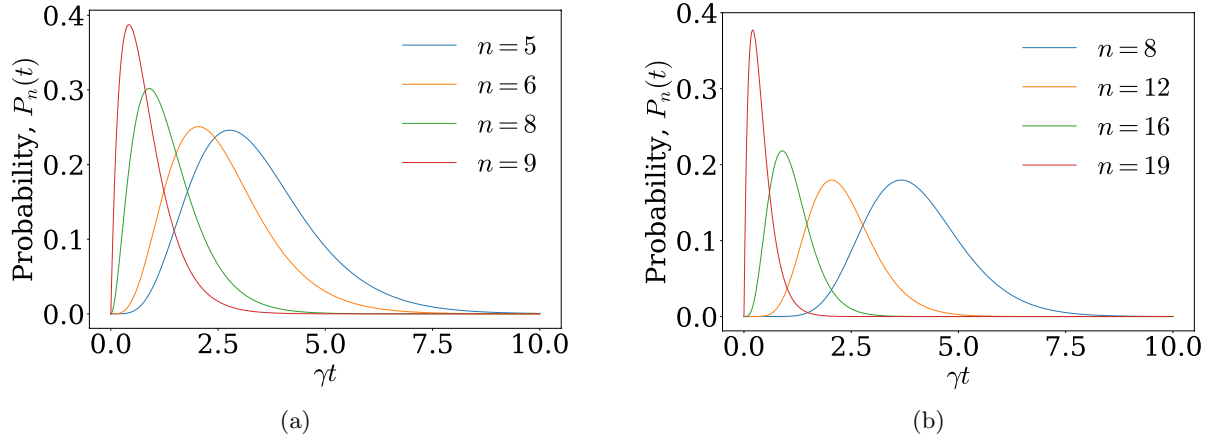 0.4
0.3
0.2
0.1
0.0
Probability, P_n(t)
n = 5
n = 6
n = 8
n = 9
0.0 2.5 5.0 7.5 10.0
γt
(a)
0.4
0.3
0.2
0.1
0.0
Probability, P_n(t)
n = 8
n = 12
n = 16
n = 19
0.0 2.5 5.0 7.5 10.0
γt
(b)